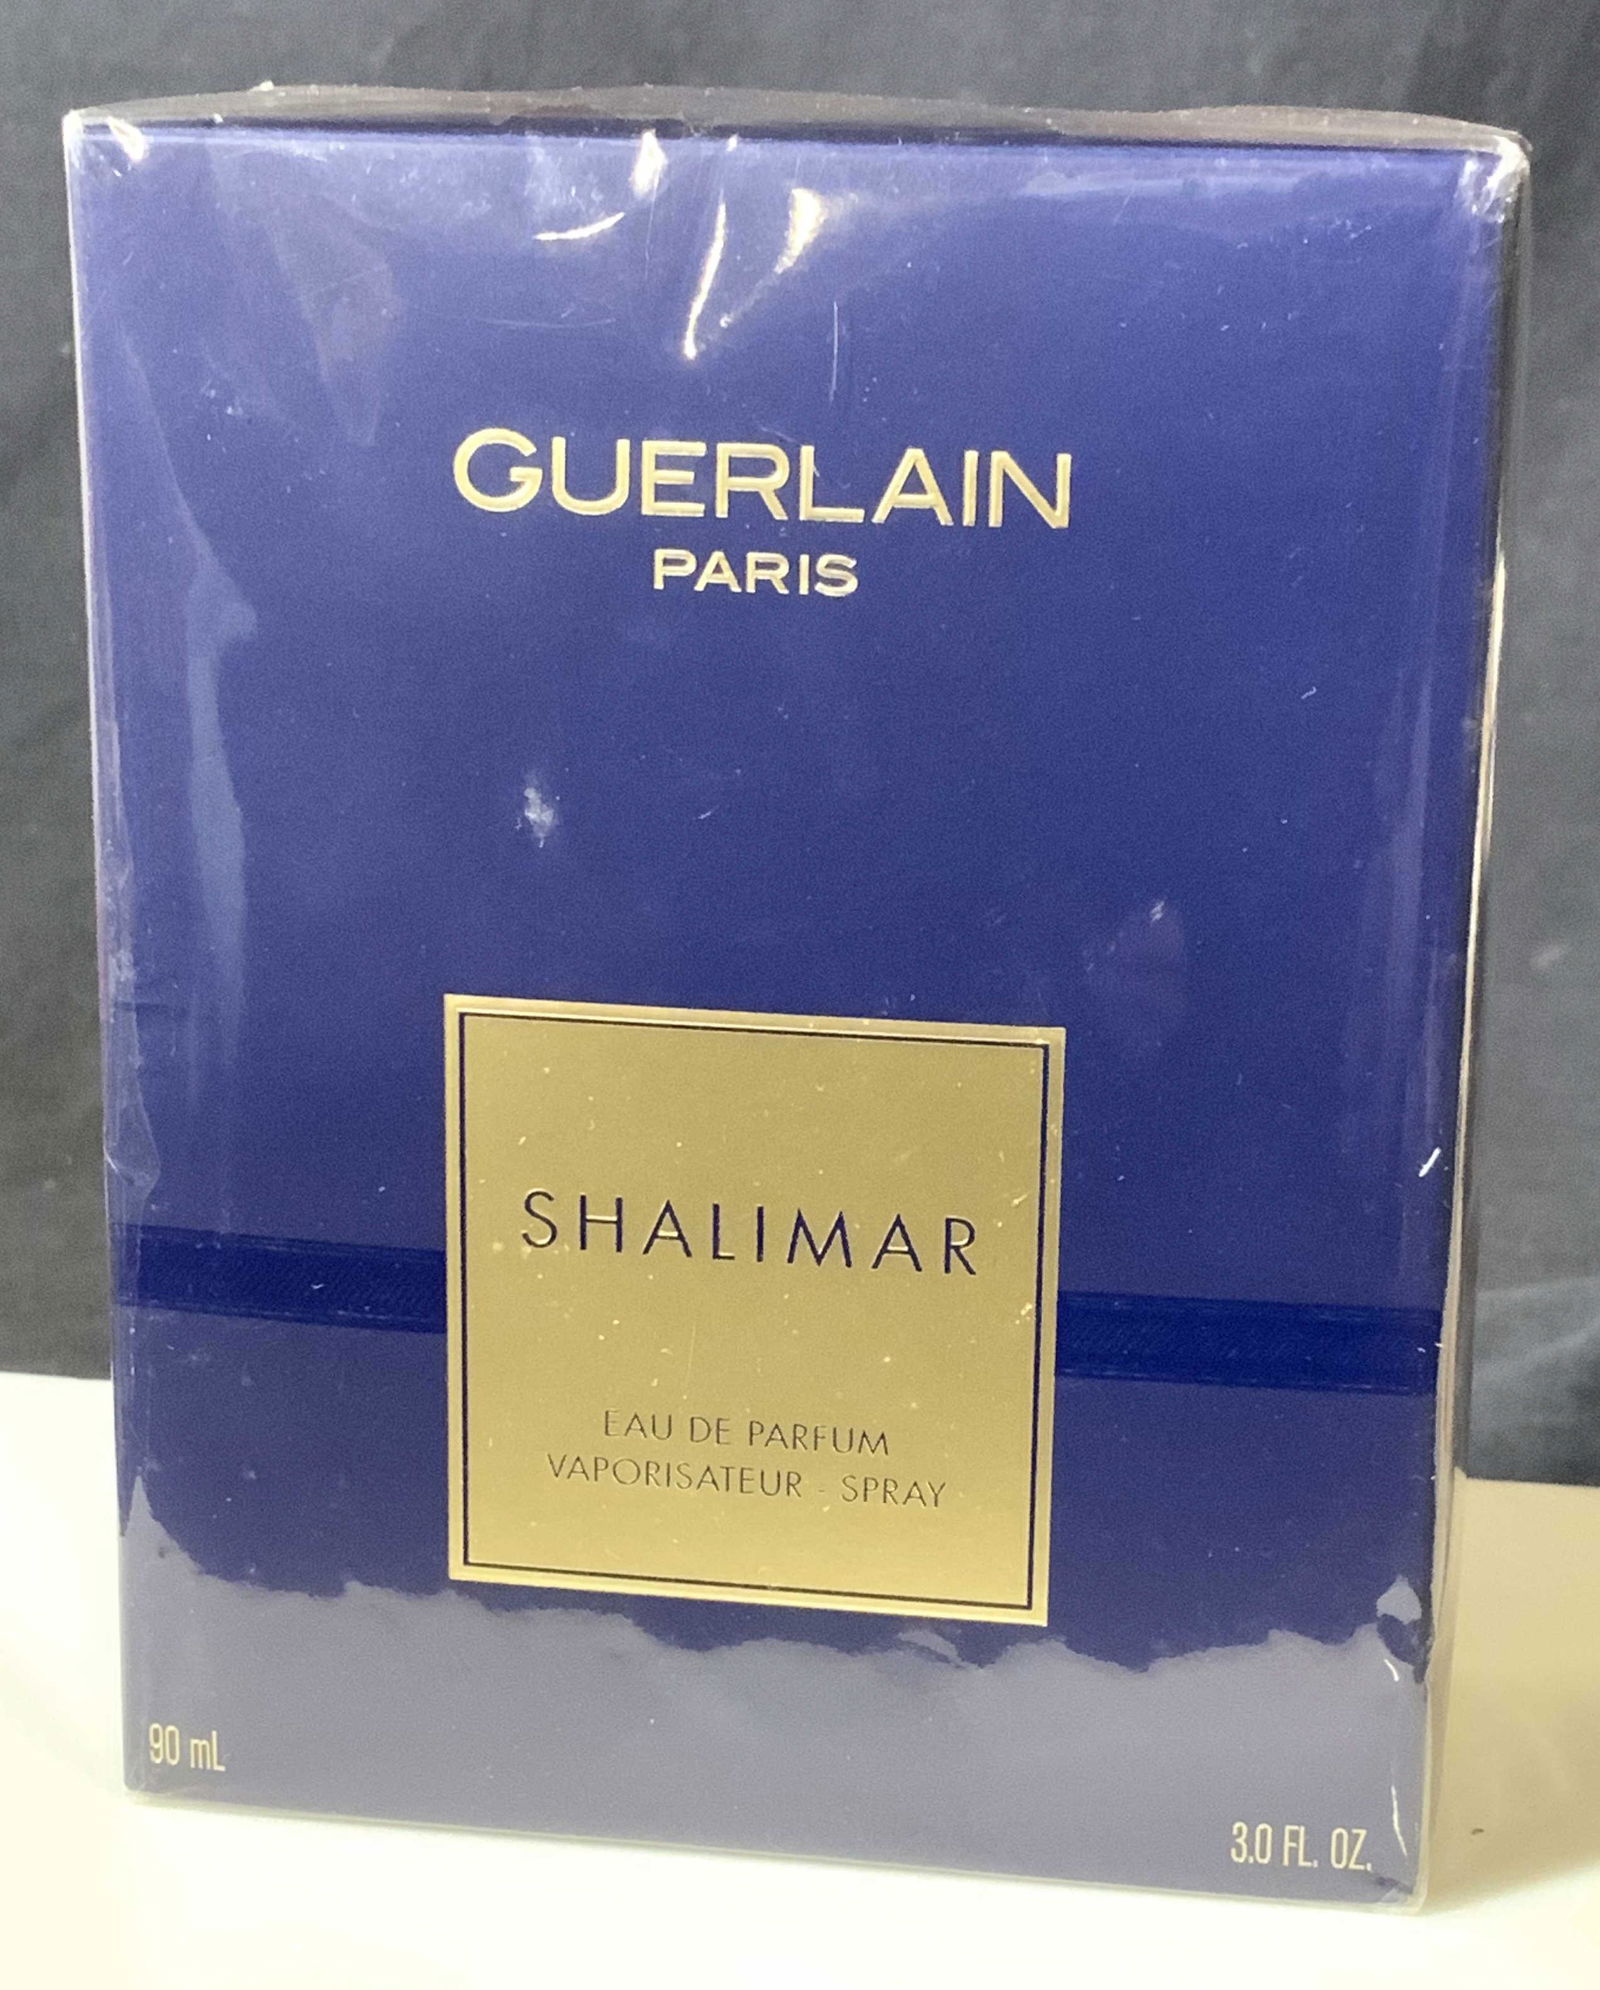 GUERLAIN
PARIS
SHALIMAR
EAU DE PARFUM
VAPORISATEUR - SPRAY
90 mL
3.0 FL. OZ.